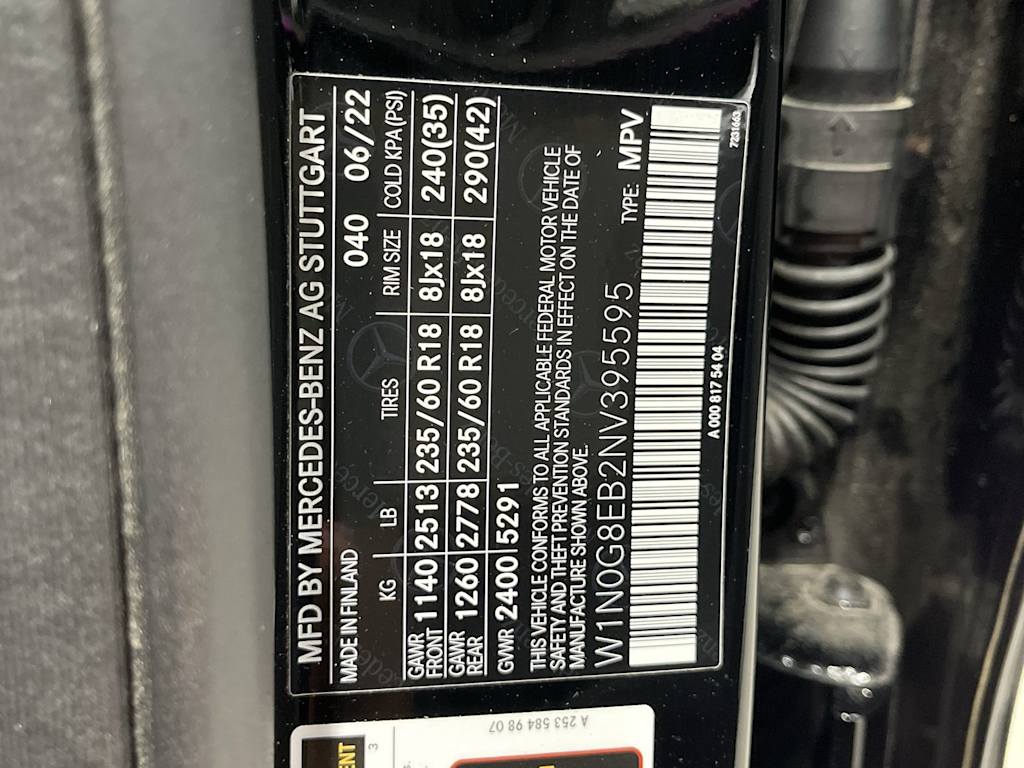 MFD BY MERCEDES-BENZ AG STUTTGART
MADE IN FINLAND 040 06/22
KG LB TIRES RIM SIZE COLD KPA(PSI)
GAWR FRONT 1140 2513 235/60 R18 8Jx18 240(35)
GAWR REAR 1260 2778 235/60 R18 8Jx18 290(42)
GVWR 2400 5291
THIS VEHICLE CONFORMS TO ALL APPLICABLE FEDERAL MOTOR VEHICLE
SAFETY AND THEFT PREVENTION STANDARDS IN EFFECT ON THE DATE OF
MANUFACTURE SHOWN ABOVE.
W1N0G8EB2NV395595 TYPE: MPV
A 000 817 54 04
7231663
A 253 584 98 07
3